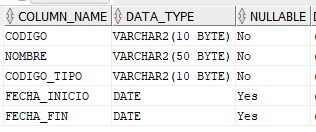 COLUMN_NAME DATA_TYPE NULLABLE
CODIGO VARCHAR2(10 BYTE) No
NOMBRE VARCHAR2(50 BYTE) No
CODIGO_TIPO VARCHAR2(10 BYTE) No
FECHA_INICIO DATE Yes
FECHA_FIN DATE Yes